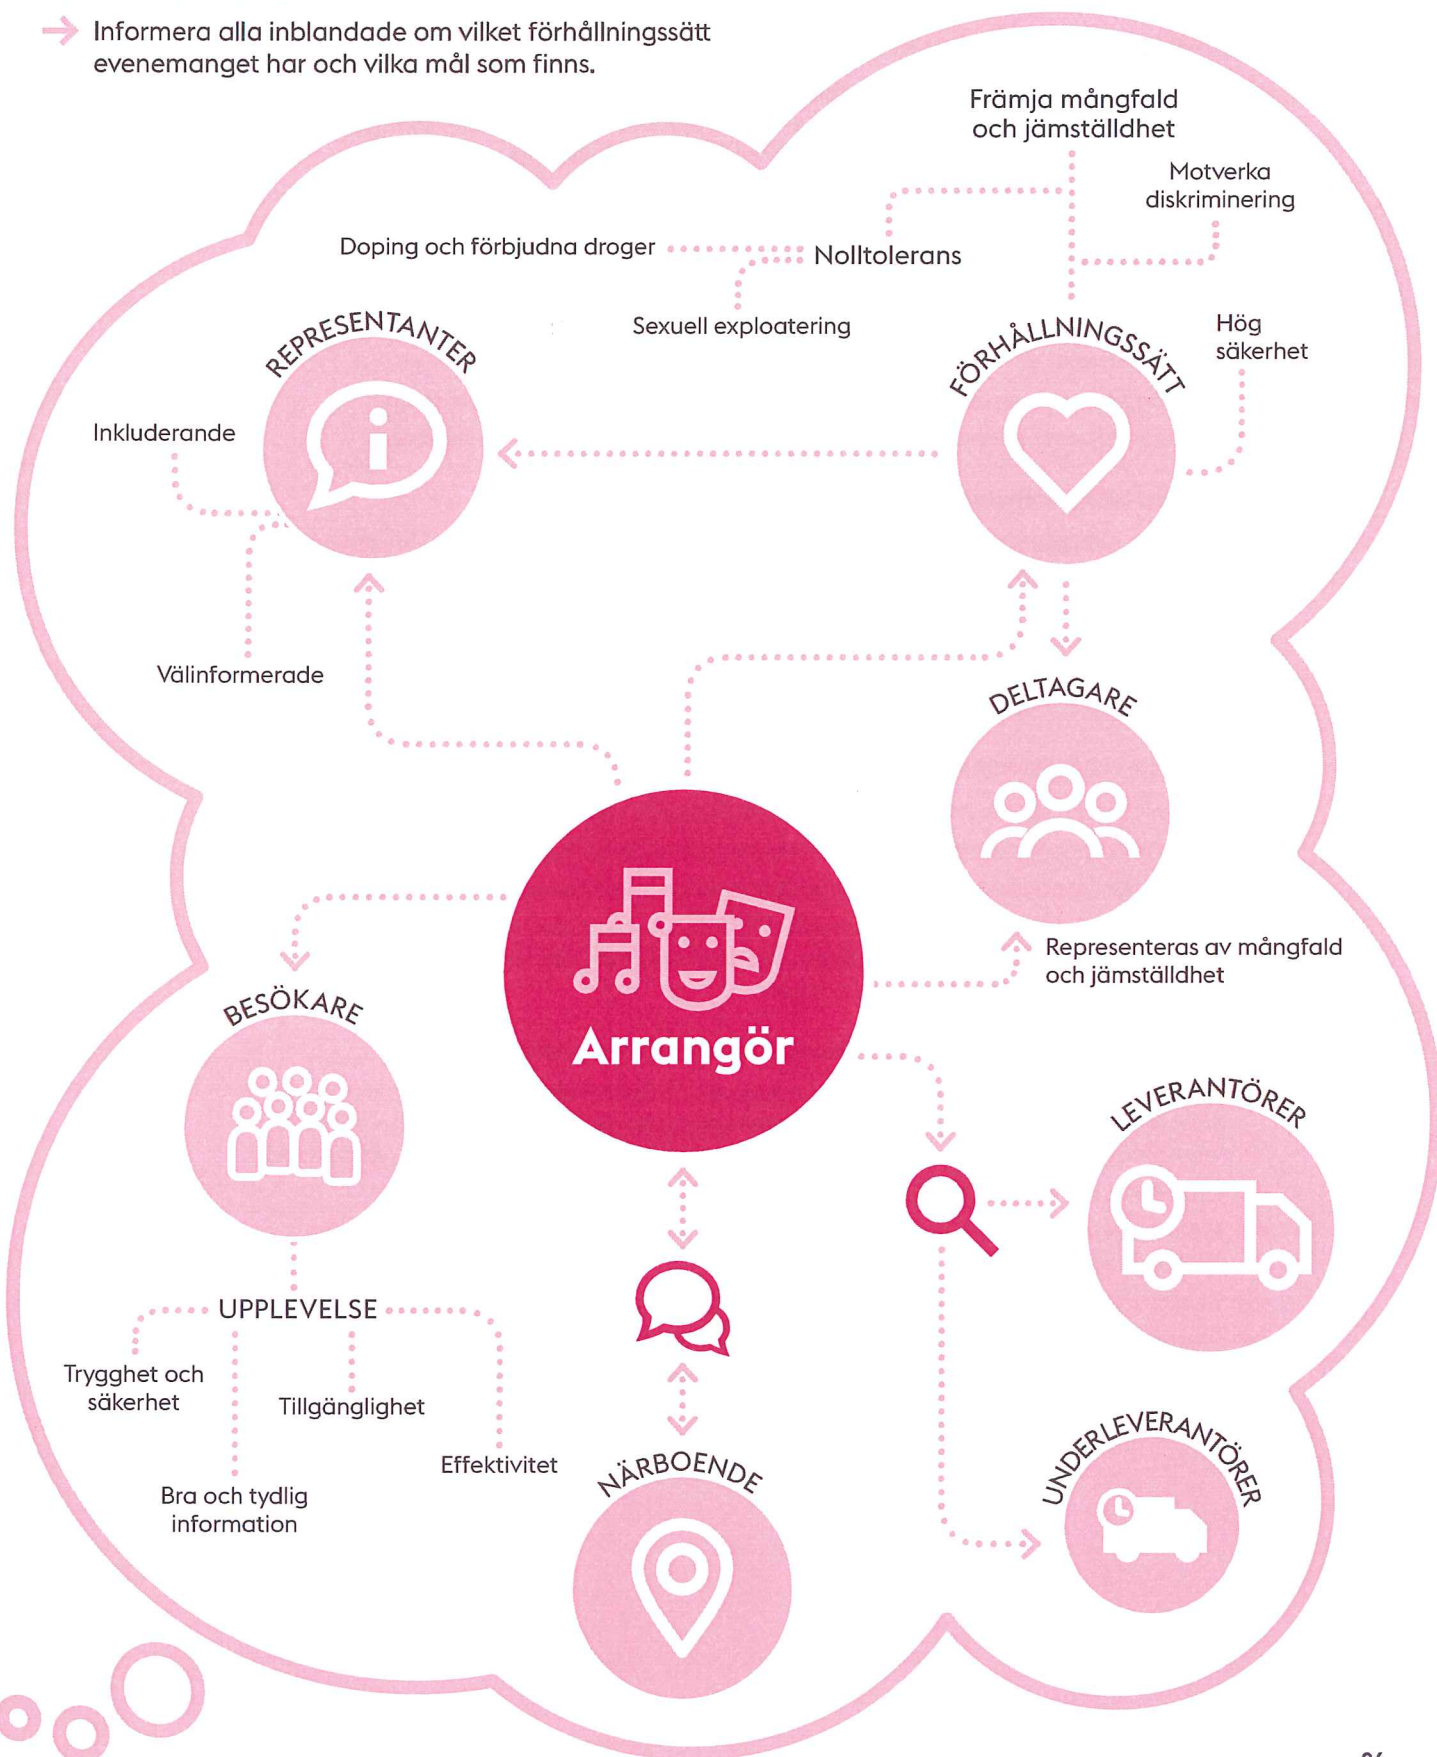 Informera alla inblandade om vilket förhållningssätt
evenemanget har och vilka mål som finns.
Främja mångfald
och jämställdhet
Motverka
diskriminering
Doping och förbjudna droger
Nolltolerans
Sexuell exploatering
Hög
säkerhet
REPRESENTANTER
FÖRHÅLLNINGSSÄTT
Inkluderande
Välinformerade
DELTAGARE
Representeras av mångfald
och jämställdhet
Arrangör
BESÖKARE
LEVERANTÖRER
UPPLEVELSE
Trygghet och
säkerhet
Tillgänglighet
Effektivitet
Bra och tydlig
information
NÄRBOENDE
UNDERLEVERANTÖRER